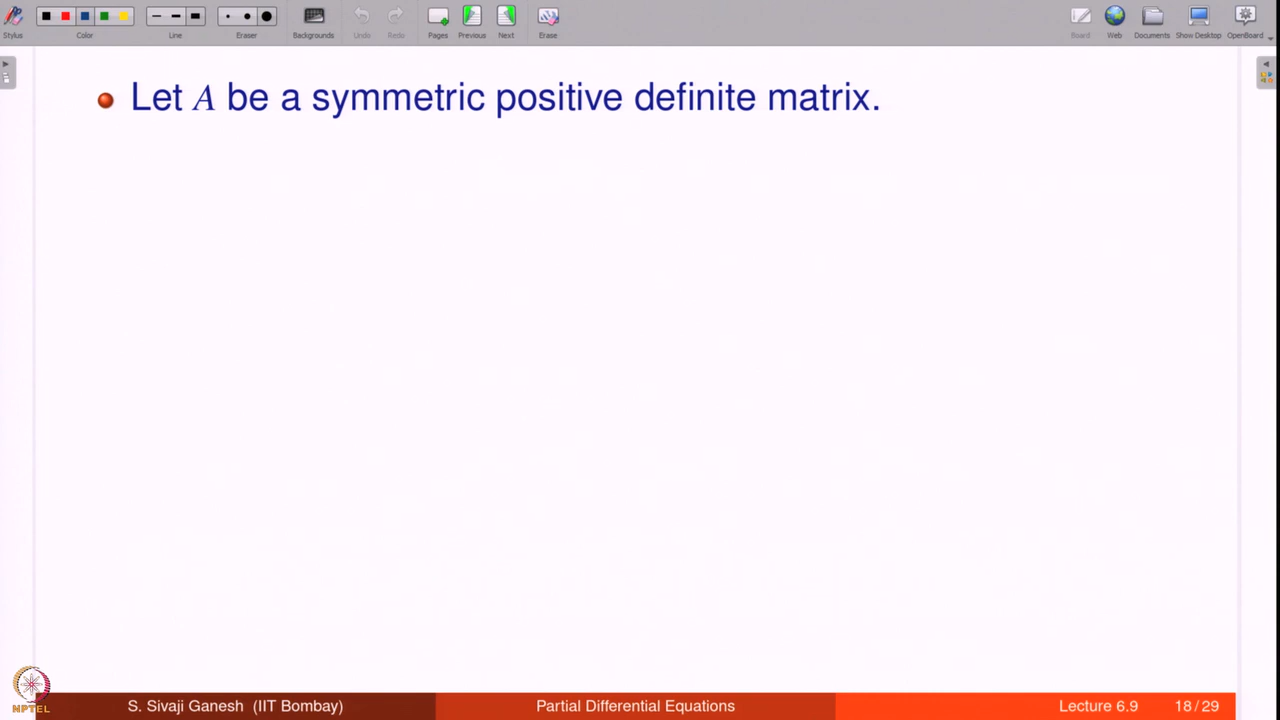 Stylus
Color
Line
Eraser
Backgrounds
Undo
Redo
Pages
Previous
Next
Erase
Board
Web
Documents
Show Desktop
OpenBoard
Let A be a symmetric positive definite matrix.
NPTEL
S. Sivaji Ganesh (IIT Bombay)
Partial Differential Equations
Lecture 6.9
18 / 29